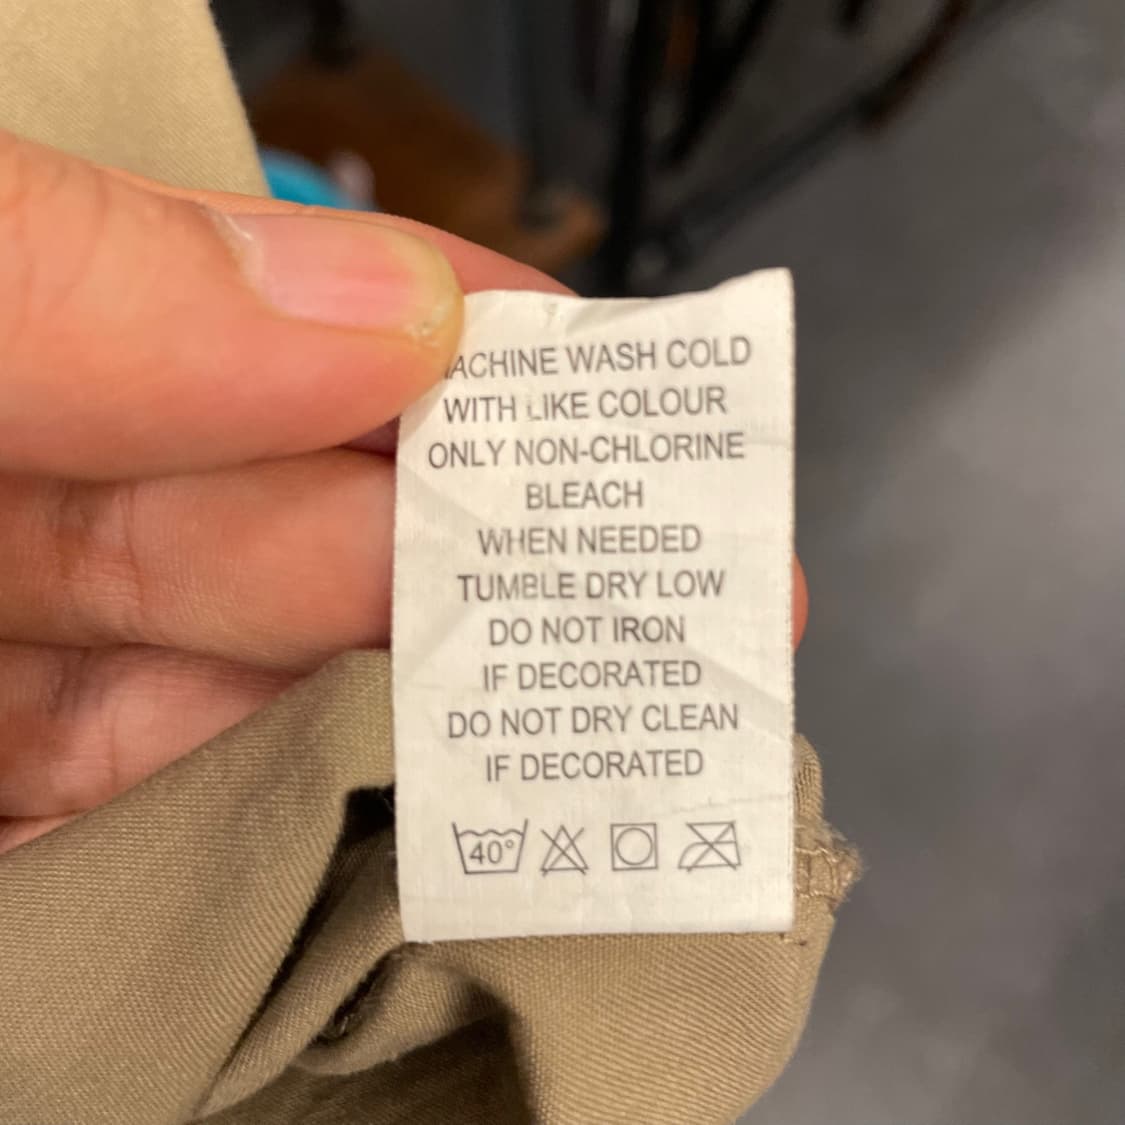 MACHINE WASH COLD
WITH LIKE COLOUR
ONLY NON-CHLORINE
BLEACH
WHEN NEEDED
TUMBLE DRY LOW
DO NOT IRON
IF DECORATED
DO NOT DRY CLEAN
IF DECORATED
40°